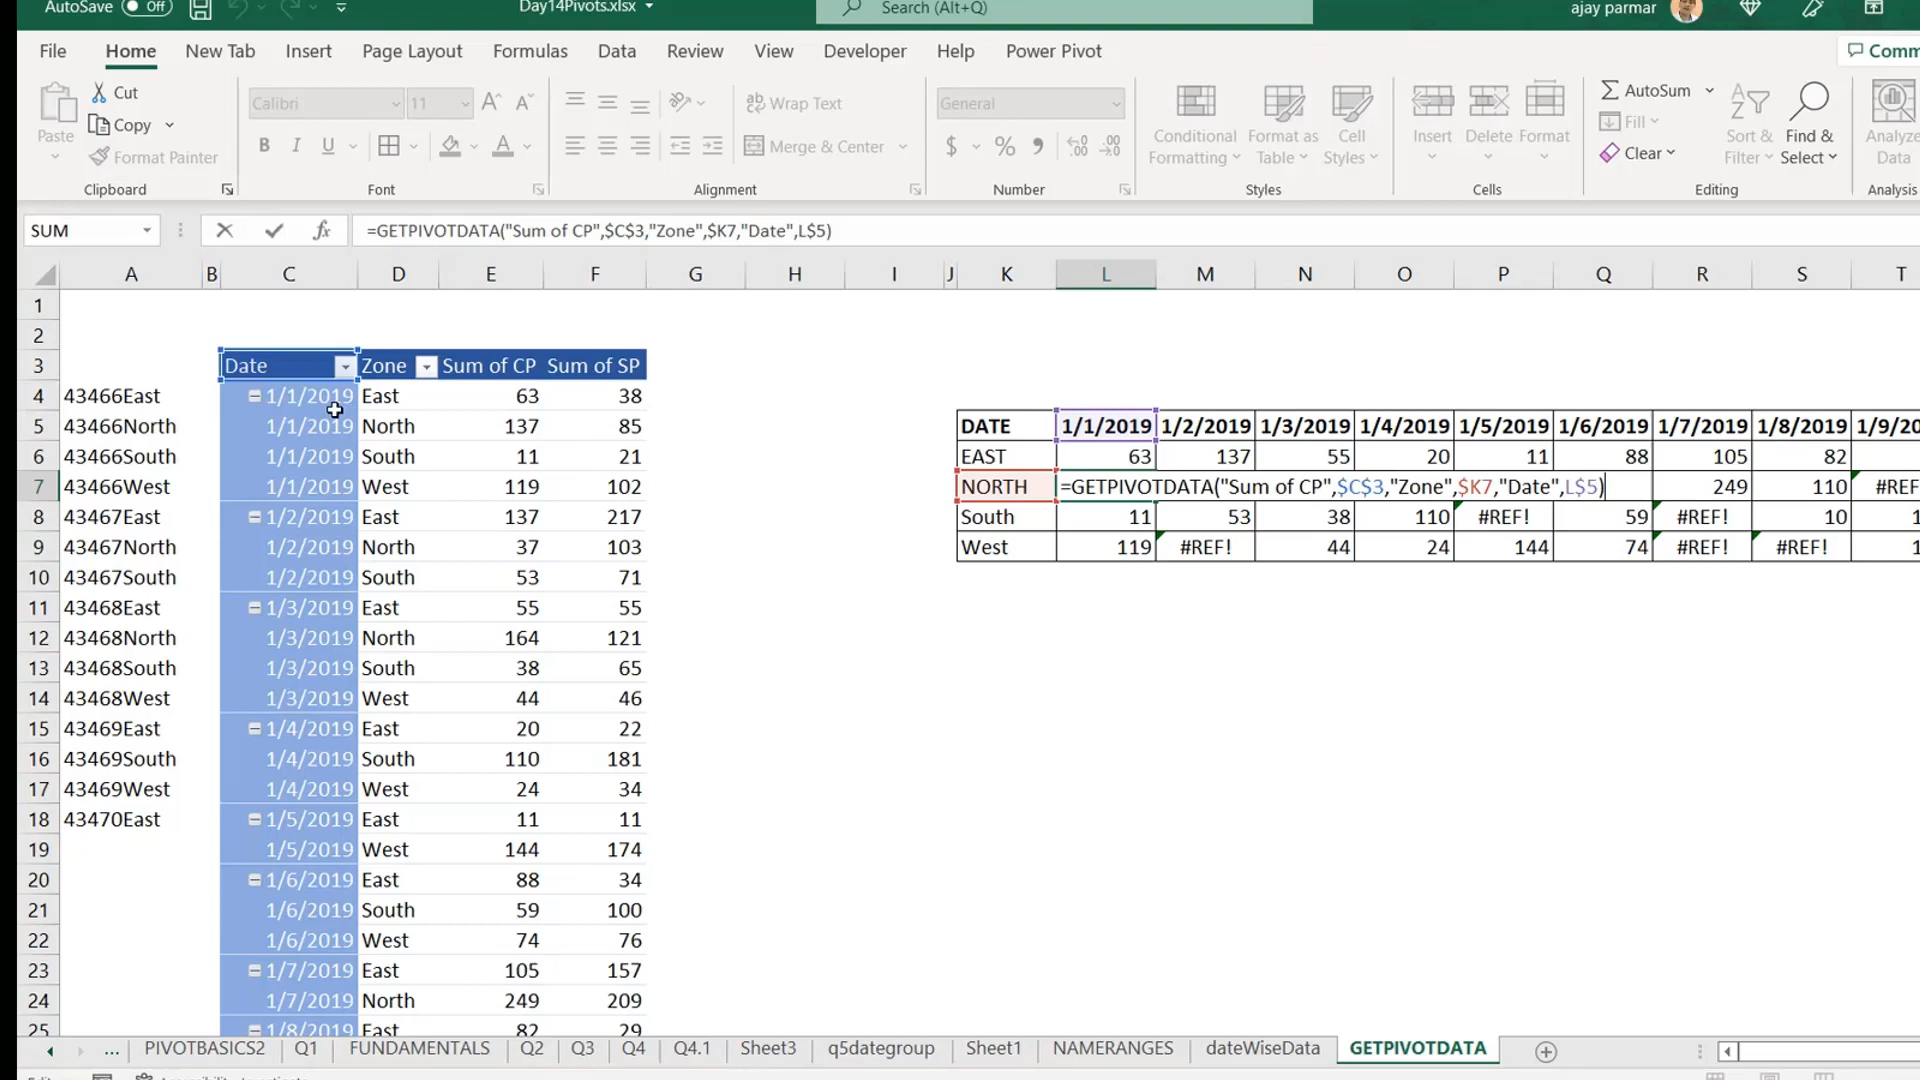 AutoSave Off Day14Pivots.xlsx Search (Alt+Q) ajay parmar
File Home New Tab Insert Page Layout Formulas Data Review View Developer Help Power Pivot Comm
Paste Cut Copy Format Painter
Calibri 11
B I U A
Wrap Text
Merge & Center
General
$ % 9
Conditional Formatting
Format as Table
Cell Styles
Insert Delete Format
AutoSum Fill Clear
Sort & Filter
Find & Select
Analyze Data
Clipboard Font Alignment Number Styles Cells Editing Analysis
SUM fx =GETPIVOTDATA("Sum of CP",$C$3,"Zone",$K7,"Date",L$5)
A B C D E F G H I J K L M N O P Q R S T
1
2
3 Date Zone Sum of CP Sum of SP
4 43466East 1/1/2019 East 63 38
5 43466North 1/1/2019 North 137 85 DATE 1/1/2019 1/2/2019 1/3/2019 1/4/2019 1/5/2019 1/6/2019 1/7/2019 1/8/2019 1/9/20
6 43466South 1/1/2019 South 11 21 EAST 63 137 55 20 11 88 105 82
7 43466West 1/1/2019 West 119 102 NORTH =GETPIVOTDATA("Sum of CP",$C$3,"Zone",$K7,"Date",L$5) 249 110 #REF
8 43467East 1/2/2019 East 137 217 South 11 53 38 110 #REF! 59 #REF! 10 1
9 43467North 1/2/2019 North 37 103 West 119 #REF! 44 24 144 74 #REF! #REF! 1
10 43467South 1/2/2019 South 53 71
11 43468East 1/3/2019 East 55 55
12 43468North 1/3/2019 North 164 121
13 43468South 1/3/2019 South 38 65
14 43468West 1/3/2019 West 44 46
15 43469East 1/4/2019 East 20 22
16 43469South 1/4/2019 South 110 181
17 43469West 1/4/2019 West 24 34
18 43470East 1/5/2019 East 11 11
19 1/5/2019 West 144 174
20 1/6/2019 East 88 34
21 1/6/2019 South 59 100
22 1/6/2019 West 74 76
23 1/7/2019 East 105 157
24 1/7/2019 North 249 209
25 1/8/2019 East 82 29
... PIVOTBASICS2 Q1 FUNDAMENTALS Q2 Q3 Q4 Q4.1 Sheet3 q5dategroup Sheet1 NAMERANGES dateWiseData GETPIVOTDATA